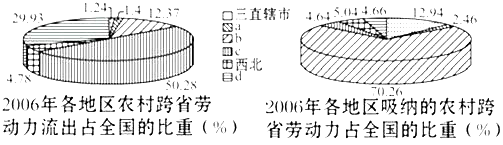 1.24
1.4
12.37
29.93
4.78
50.28
三直辖市
a
b
c
西北
d
4.64
5.04
4.66
12.94
2.46
70.26
2006年各地区农村跨省劳
动力流出占全国的比重(%)
2006年各地区吸纳的农村跨
省劳动力占全国的比重(%)